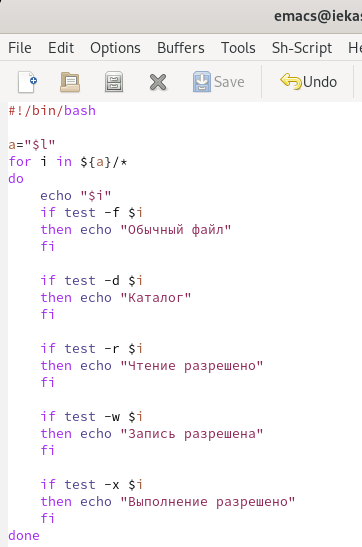 emacs@ieka
File Edit Options Buffers Tools Sh-Script He
Save Undo
#!/bin/bash
a="$l"
for i in ${a}/*
do
echo "$i"
if test -f $i
then echo "Обычный файл"
fi
if test -d $i
then echo "Каталог"
fi
if test -r $i
then echo "Чтение разрешено"
fi
if test -w $i
then echo "Запись разрешена"
fi
if test -x $i
then echo "Выполнение разрешено"
fi
done